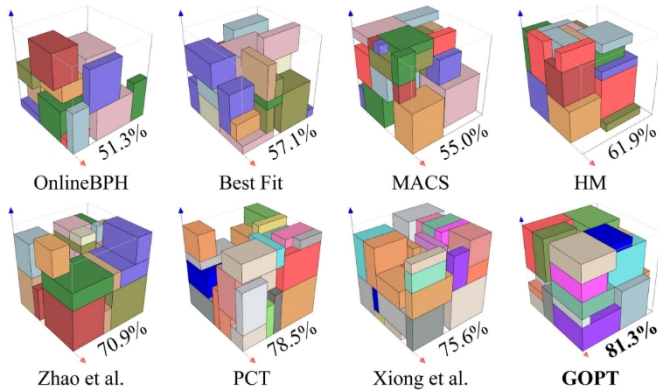 51.3% 57.1% 55.0% 61.9%
OnlineBPH Best Fit MACS HM
70.9% 78.5% 75.6% 81.3%
Zhao et al. PCT Xiong et al. GOPT